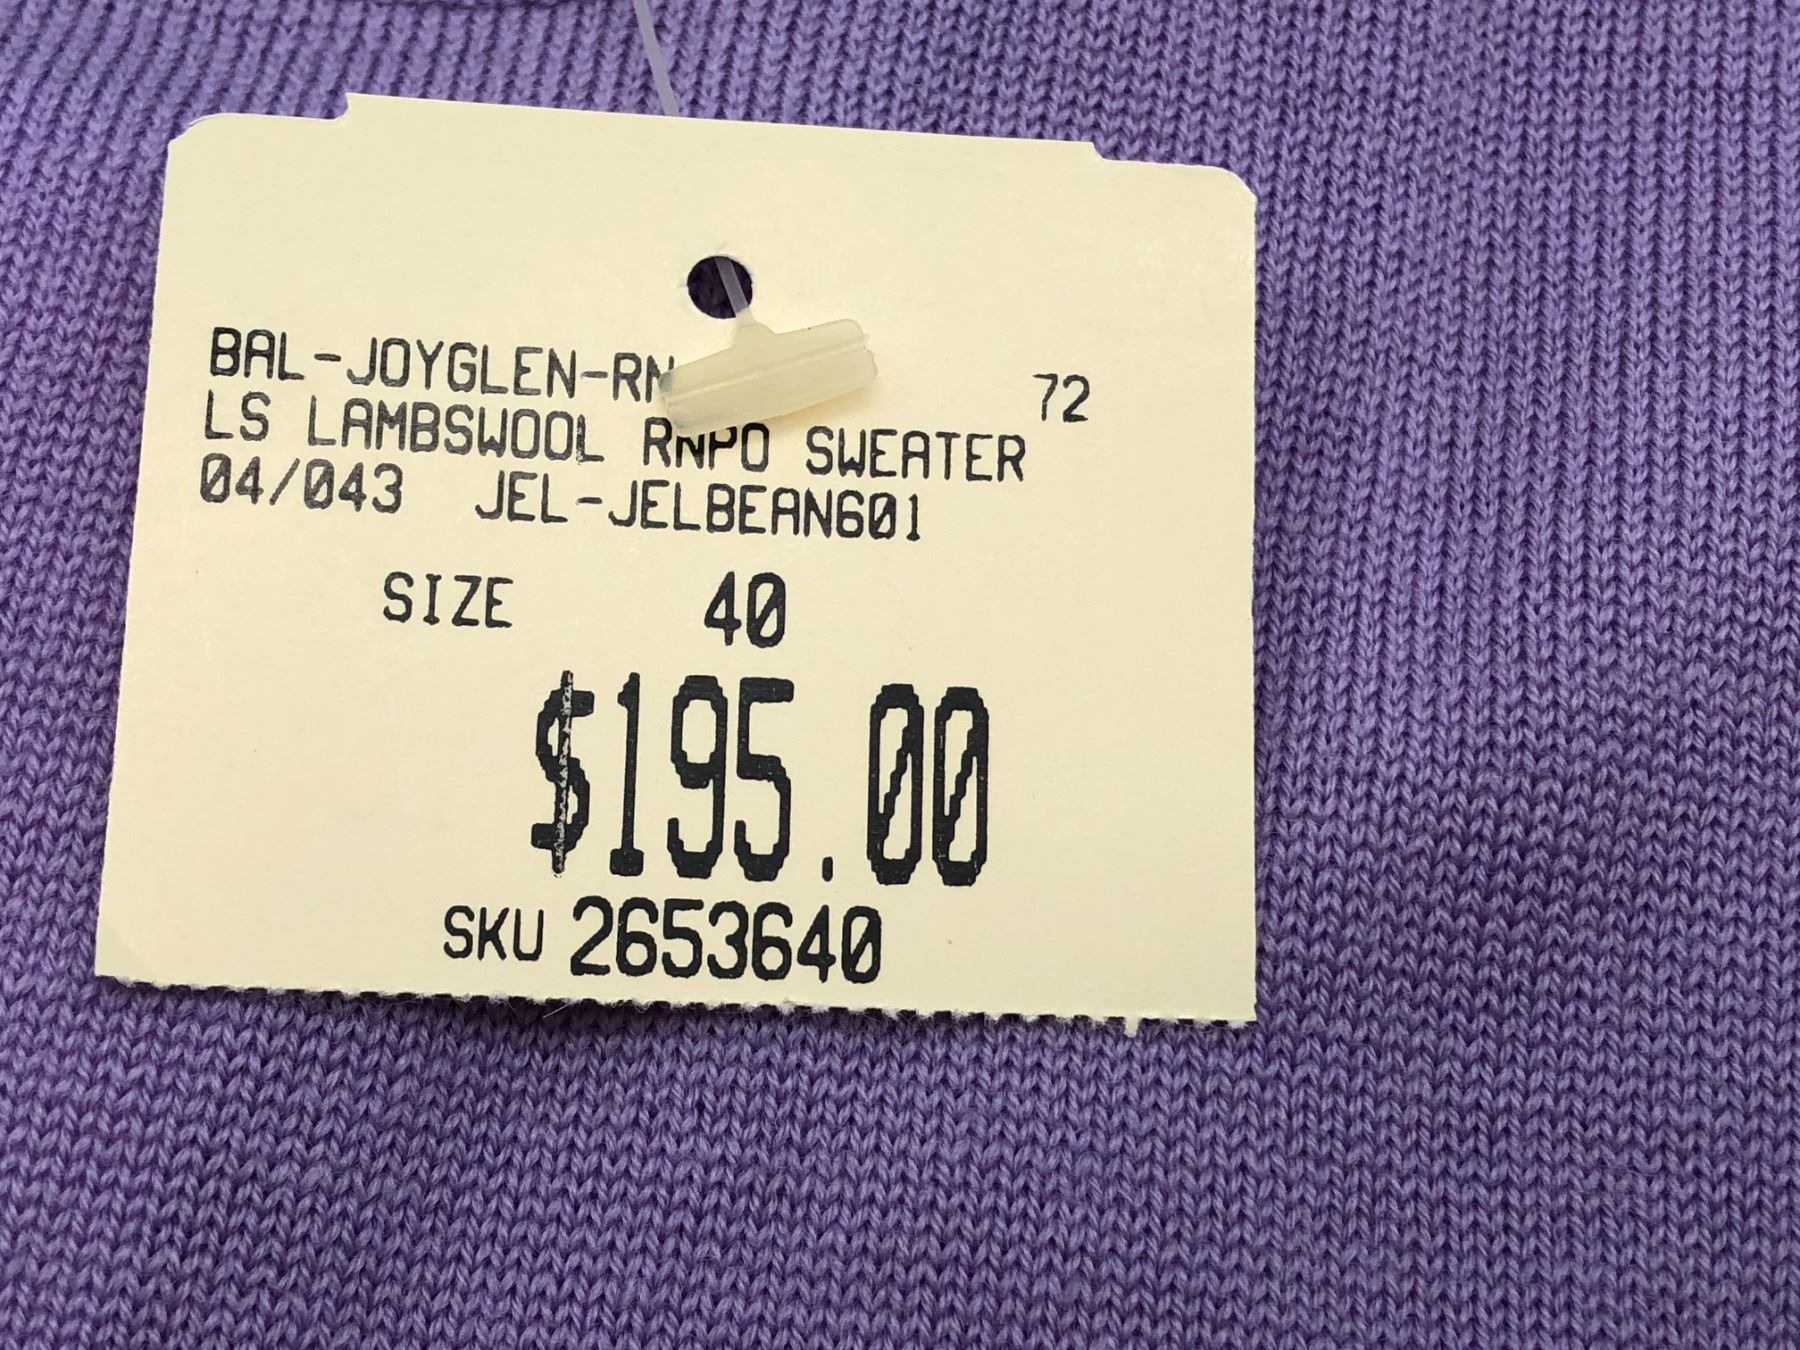 BAL-JOYGLEN-RN 72
LS LAMBSWOOL RNPO SWEATER
04/043 JEL-JELBEAN601
SIZE 40
$195.00
SKU 2653640